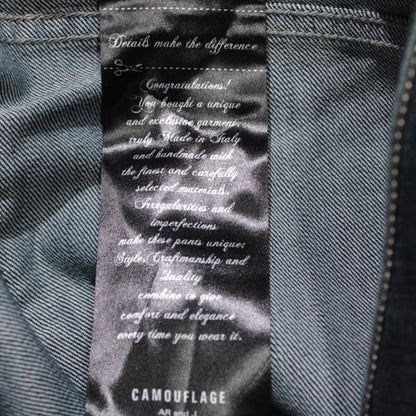 Details make the difference
Congratulations!
You bought a unique
and exclusive garment,
truly Made in Italy
and handmade with
the finest and carefully
selected materials.
Irregularities and
imperfections
make these pants unique;
Style, Craftmanship and
Quality
combine to give
comfort and elegance
every time you wear it.
CAMOUFLAGE
AR and J.